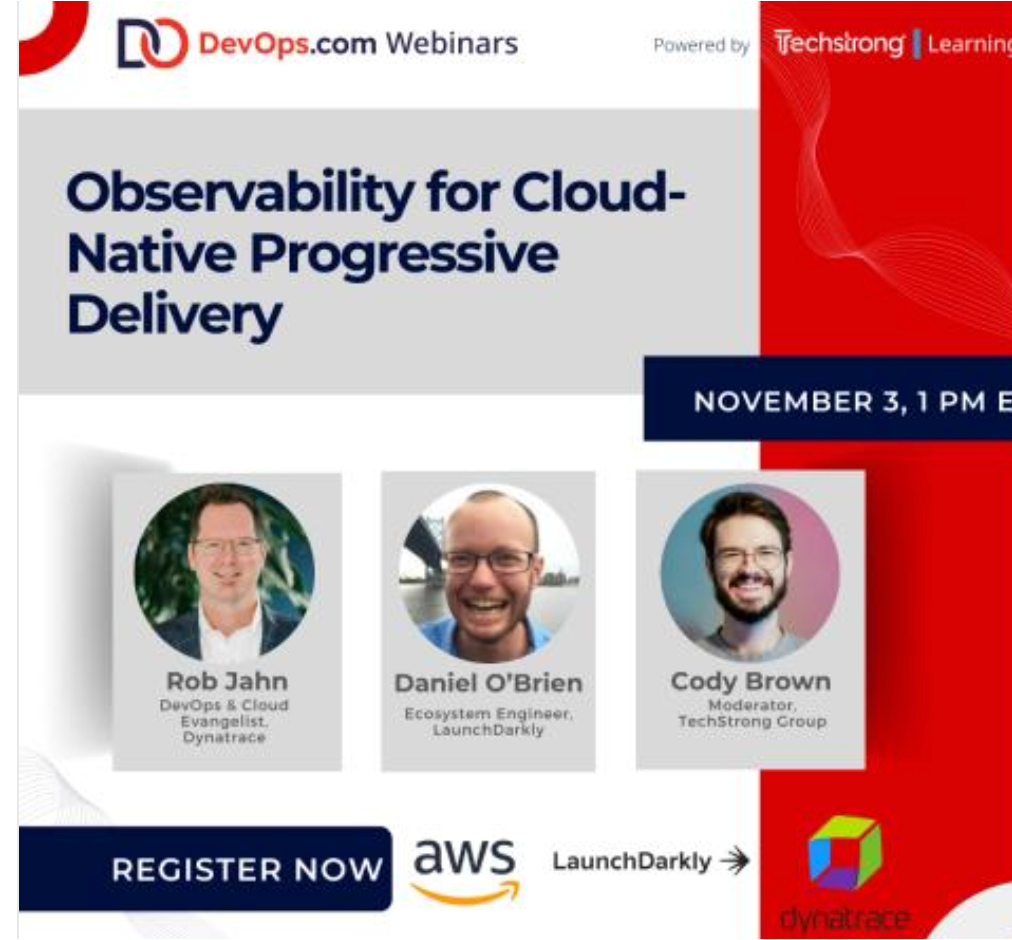 DevOps.com Webinars
Powered by
Techstrong | Learning
Observability for Cloud-
Native Progressive
Delivery
NOVEMBER 3, 1 PM E
Rob Jahn
DevOps & Cloud
Evangelist,
Dynatrace
Daniel O'Brien
Ecosystem Engineer,
LaunchDarkly
Cody Brown
Moderator,
TechStrong Group
REGISTER NOW
aws
LaunchDarkly
dynatrace